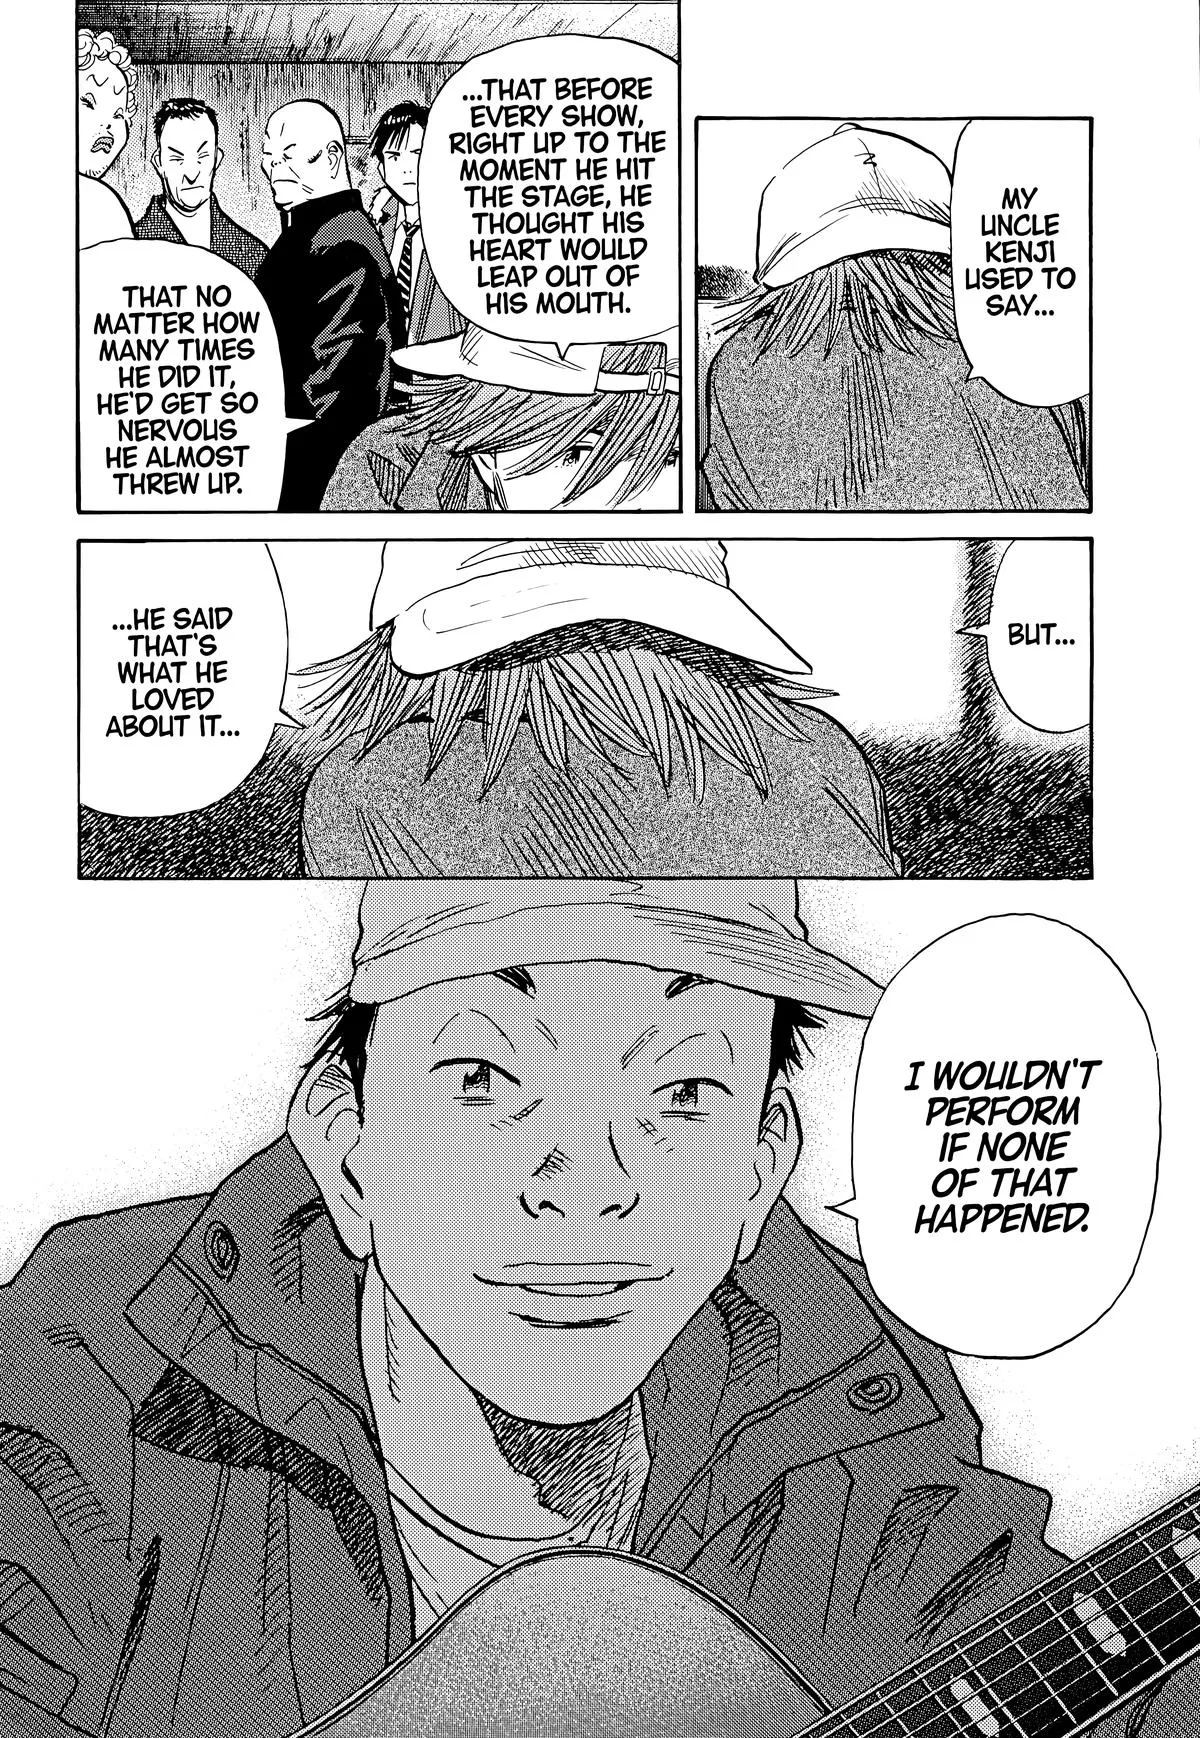 MY
UNCLE
KENJI
USED TO
SAY...
...THAT BEFORE
EVERY SHOW,
RIGHT UP TO THE
MOMENT HE HIT
THE STAGE, HE
THOUGHT HIS
HEART WOULD
LEAP OUT OF
HIS MOUTH.
THAT NO
MATTER HOW
MANY TIMES
HE DID IT,
HE'D GET SO
NERVOUS
HE ALMOST
THREW UP.
BUT...
...HE SAID
THAT'S
WHAT HE
LOVED
ABOUT IT...
I WOULDN'T
PERFORM
IF NONE
OF THAT
HAPPENED.